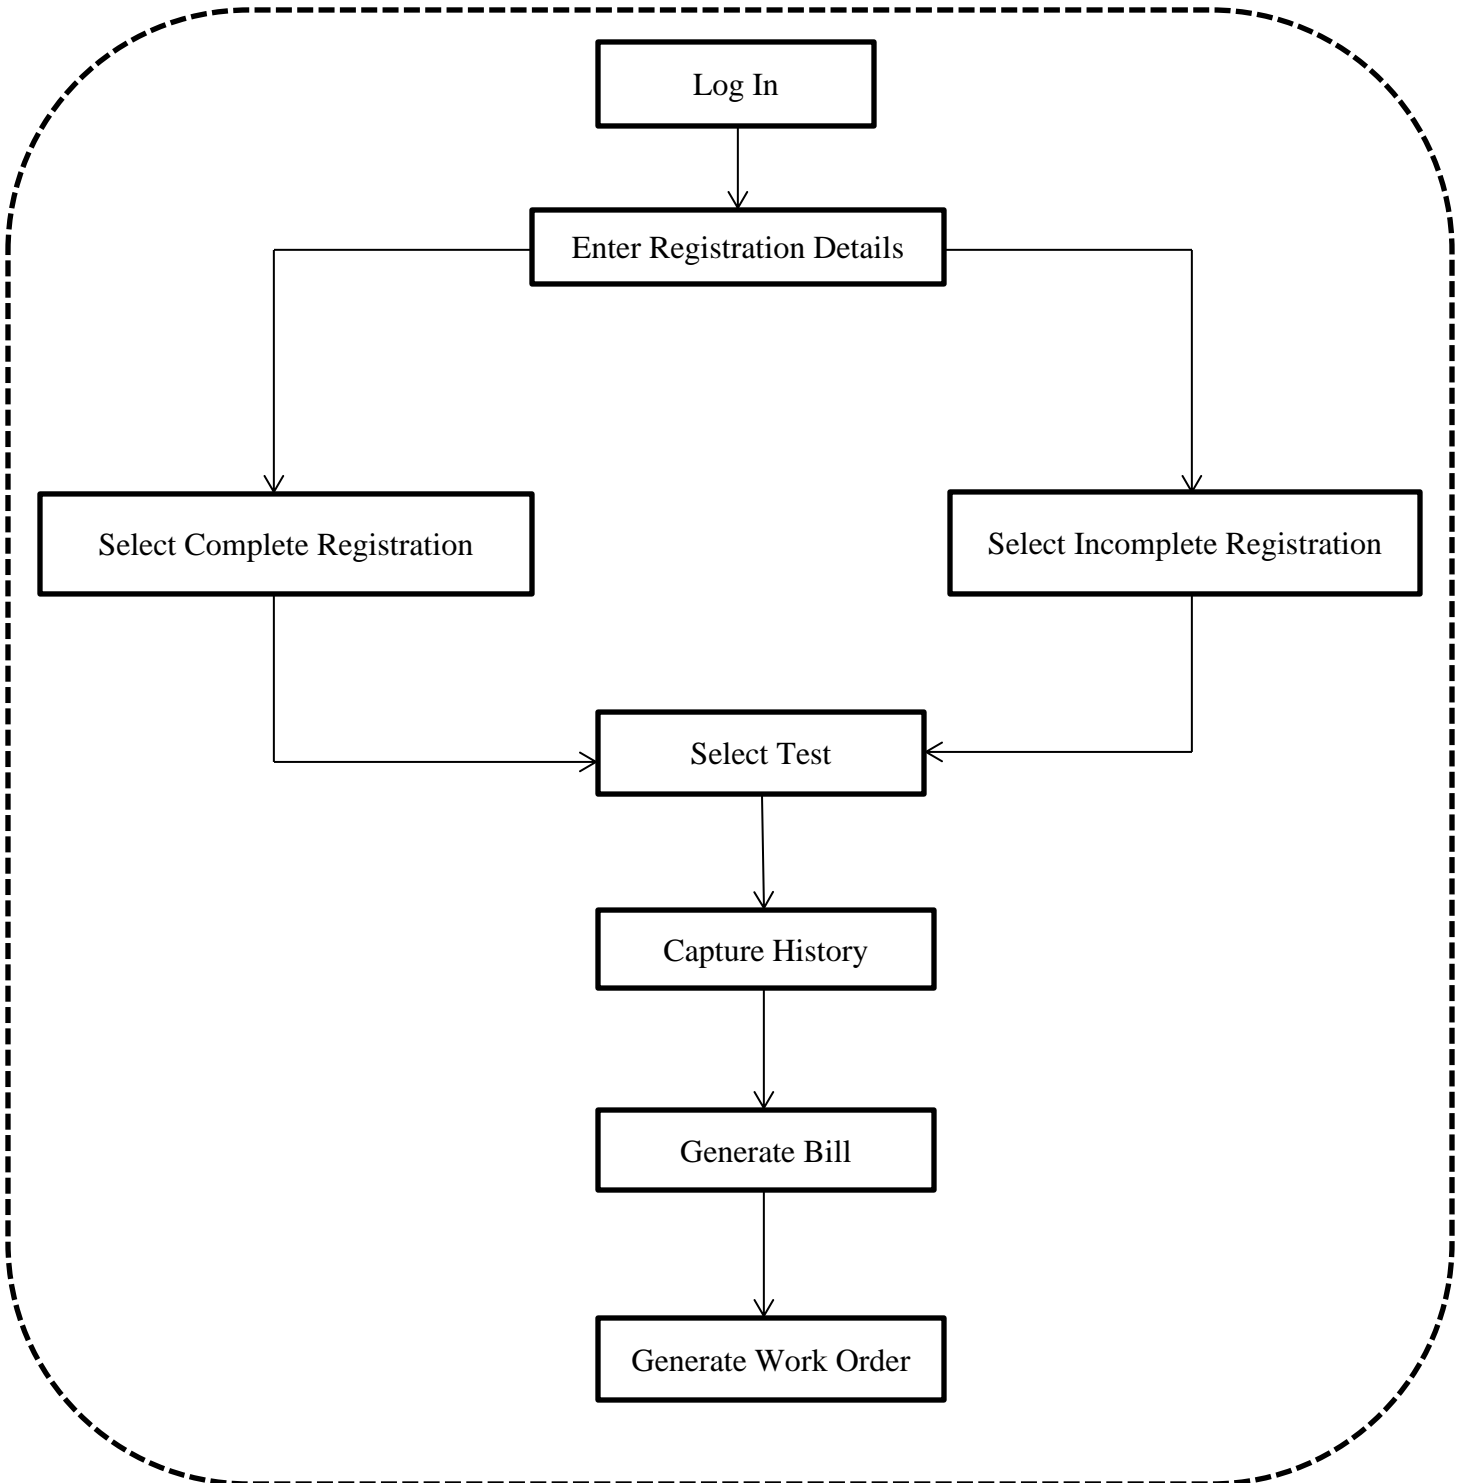 Log In
Enter Registration Details
Select Complete Registration
Select Incomplete Registration
Select Test
Capture History
Generate Bill
Generate Work Order